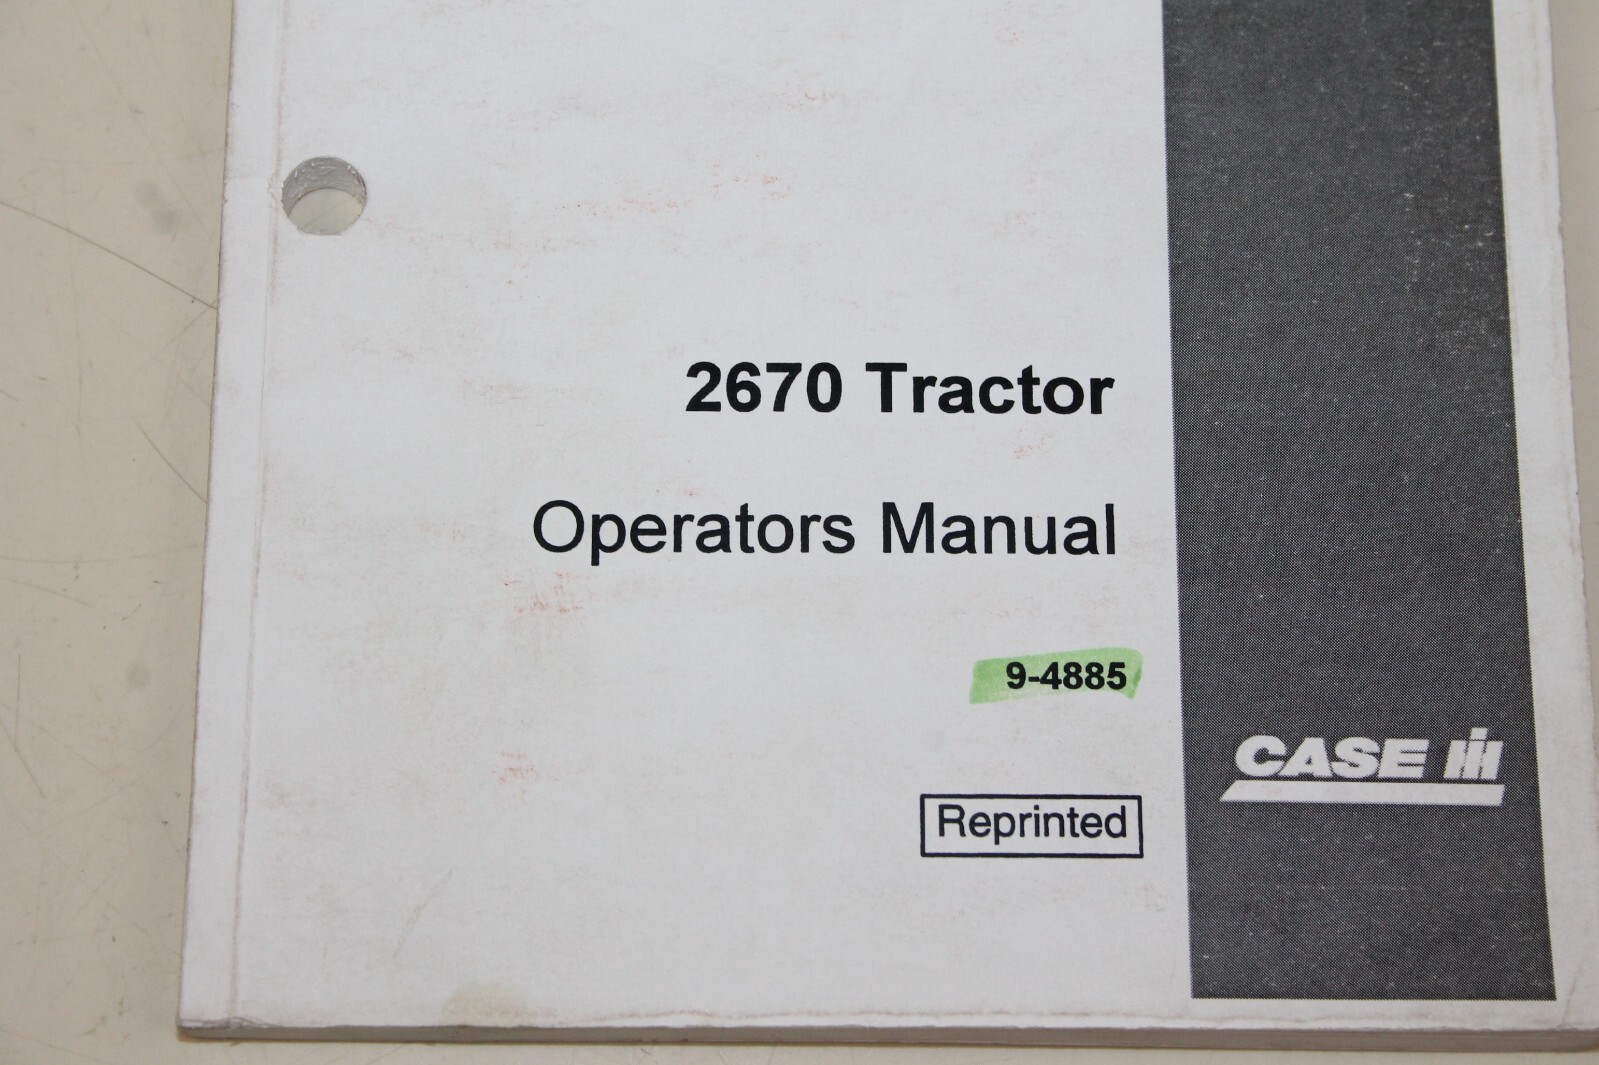 2670 Tractor
Operators Manual
9-4885
CASE IH
Reprinted